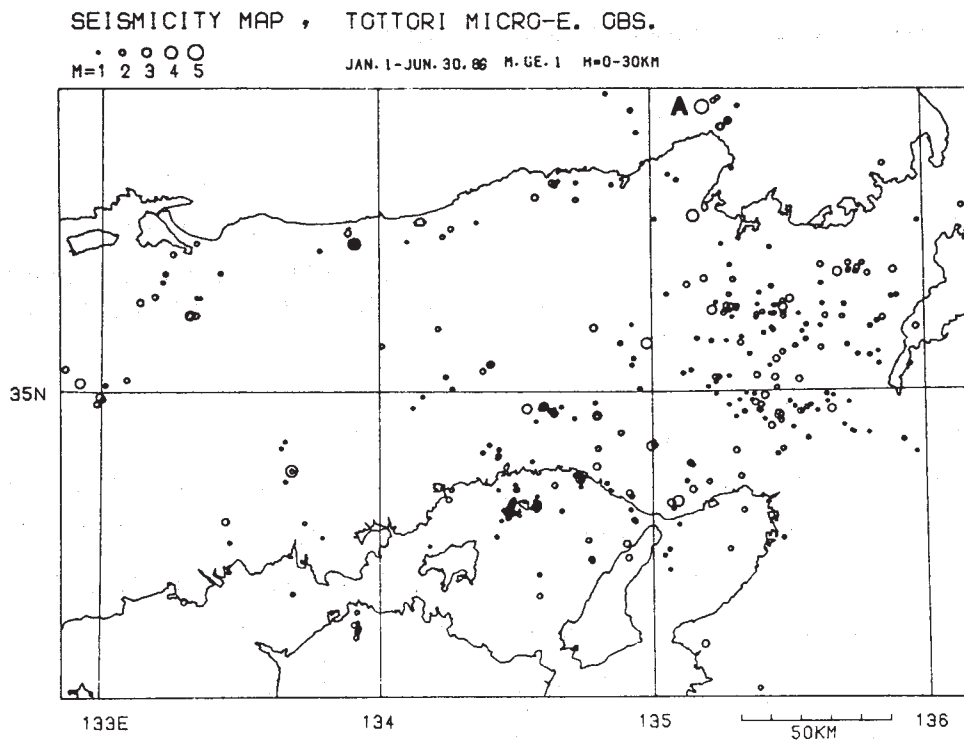 SEISMICITY MAP , TOTTORI MICRO-E. OBS.
M=1 2 3 4 5
JAN. 1-JUN. 30. 86 M. GE. 1 H=0-30KM
A
35N
133E 134 135 136
50KM